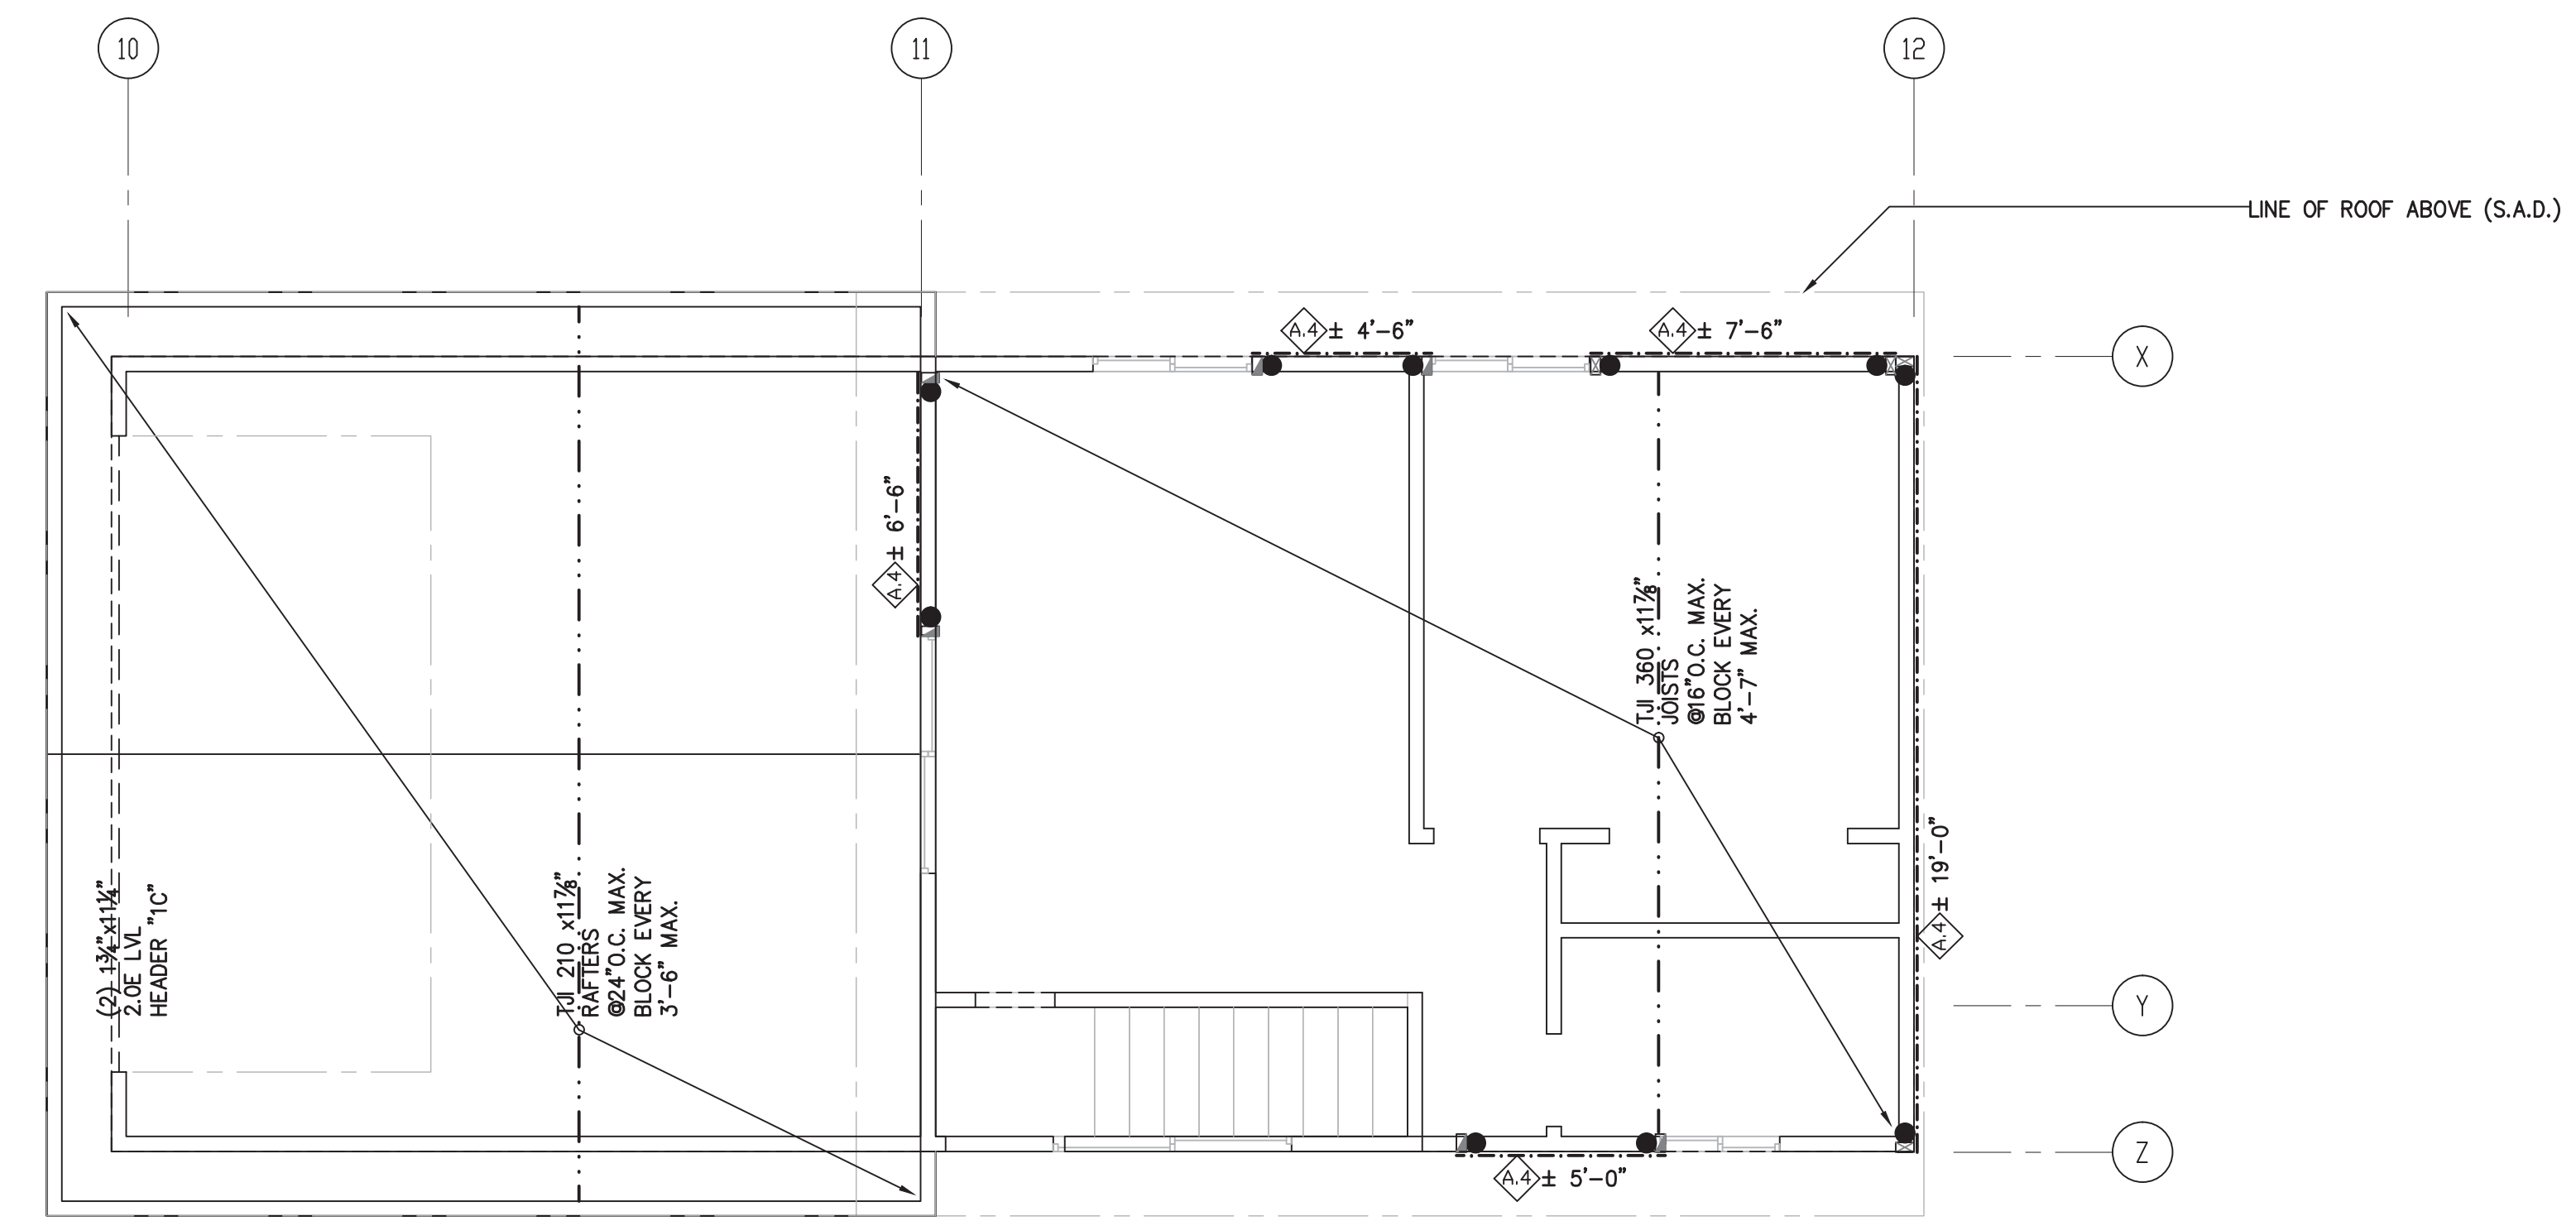 10
11
12
LINE OF ROOF ABOVE (S.A.D.)
A.4 ± 4'-6"
A.4 ± 7'-6"
X
A.4 ± 6'-6"
TJI 360 x11⅞"
JOISTS
@16"O.C. MAX.
BLOCK EVERY
4'-7" MAX.
A.4 ± 19'-0"
(2) 1¾"x11¼"
2.0E LVL
HEADER "1C"
TJI 210 x11⅞"
RAFTERS
@24"O.C. MAX.
BLOCK EVERY
3'-6" MAX.
Y
Z
A.4 ± 5'-0"